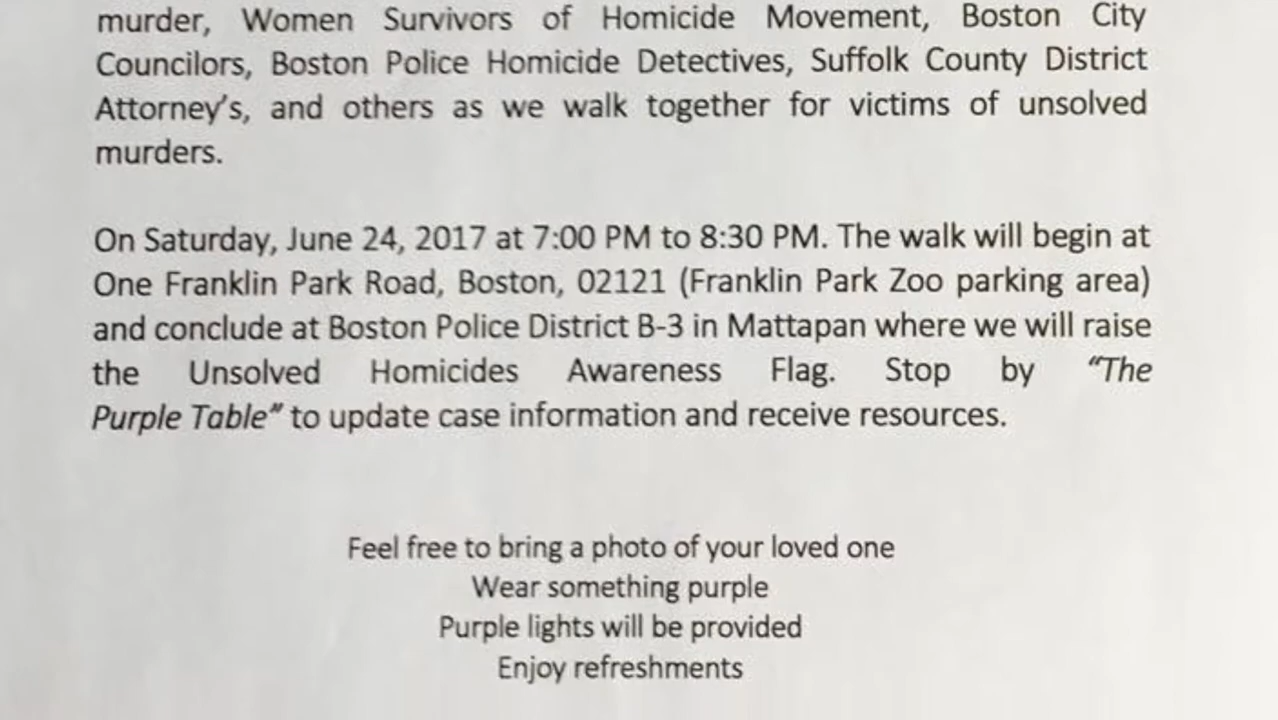 murder, Women Survivors of Homicide Movement, Boston City
Councilors, Boston Police Homicide Detectives, Suffolk County District
Attorney's, and others as we walk together for victims of unsolved
murders.
On Saturday, June 24, 2017 at 7:00 PM to 8:30 PM. The walk will begin at
One Franklin Park Road, Boston, 02121 (Franklin Park Zoo parking area)
and conclude at Boston Police District B-3 in Mattapan where we will raise
the Unsolved Homicides Awareness Flag. Stop by "The
Purple Table" to update case information and receive resources.
Feel free to bring a photo of your loved one
Wear something purple
Purple lights will be provided
Enjoy refreshments